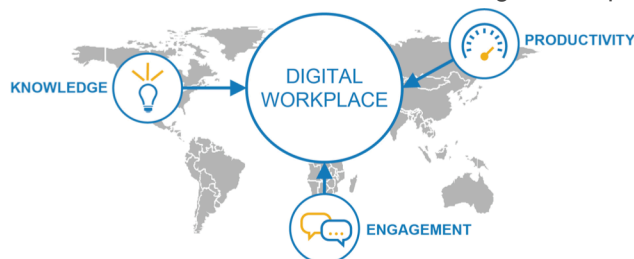 PRODUCTIVITY
DIGITAL
WORKPLACE
KNOWLEDGE
ENGAGEMENT